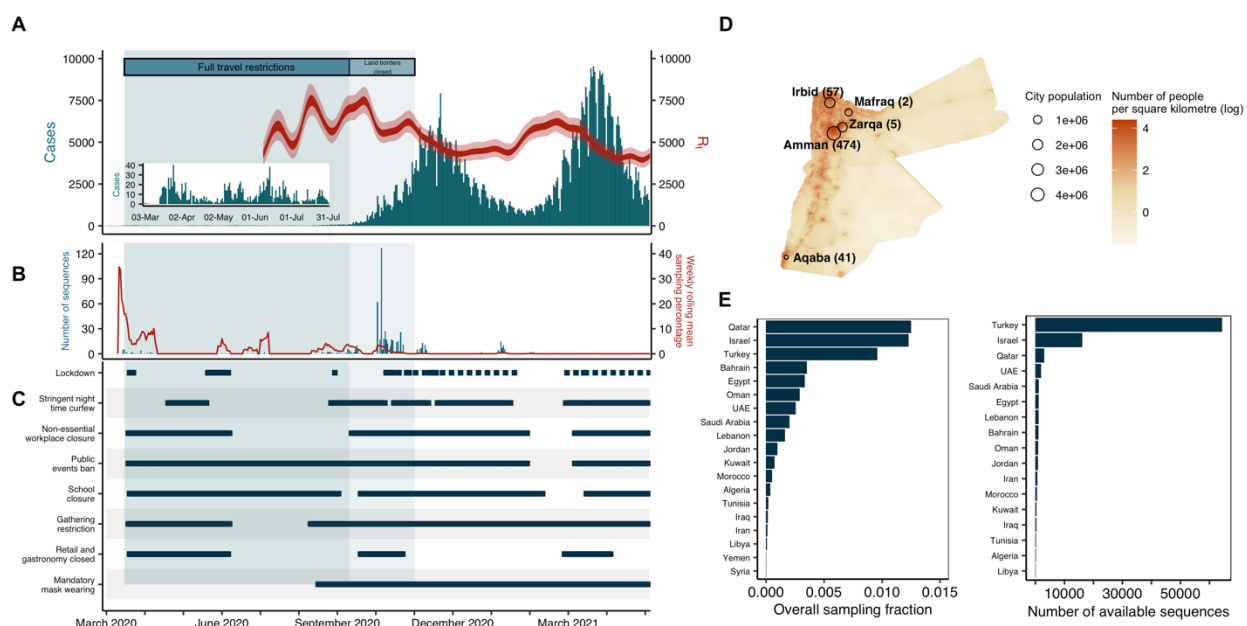 A
10000
7500
5000
2500
0
Cases
Full travel restrictions
Land borders
closed
10000
7500
5000
2500
0
Rt
Cases
40
30
20
10
0
03-Mar
02-Apr
02-May
01-Jun
01-Jul
31-Jul
B
120
90
60
30
0
Number of sequences
40
30
20
10
0
Weekly rolling mean
sampling percentage
C
Lockdown
Stringent night
time curfew
Non-essential
workplace closure
Public
events ban
School
closure
Gathering
restriction
Retail and
gastronomy closed
Mandatory
mask wearing
March 2020
June 2020
September 2020
December 2020
March 2021
D
Irbid (57)
Mafraq (2)
Zarqa (5)
Amman (474)
Aqaba (41)
City population
1e+06
2e+06
3e+06
4e+06
Number of people
per square kilometre (log)
4
2
0
E
Qatar
Israel
Turkey
Bahrain
Egypt
Oman
UAE
Saudi Arabia
Lebanon
Jordan
Kuwait
Morocco
Algeria
Tunisia
Iraq
Iran
Libya
Yemen
Syria
0.000
0.005
0.010
0.015
Overall sampling fraction
Turkey
Israel
Qatar
UAE
Saudi Arabia
Egypt
Lebanon
Bahrain
Oman
Jordan
Iran
Morocco
Kuwait
Iraq
Tunisia
Algeria
Libya
10000
30000
50000
Number of available sequences